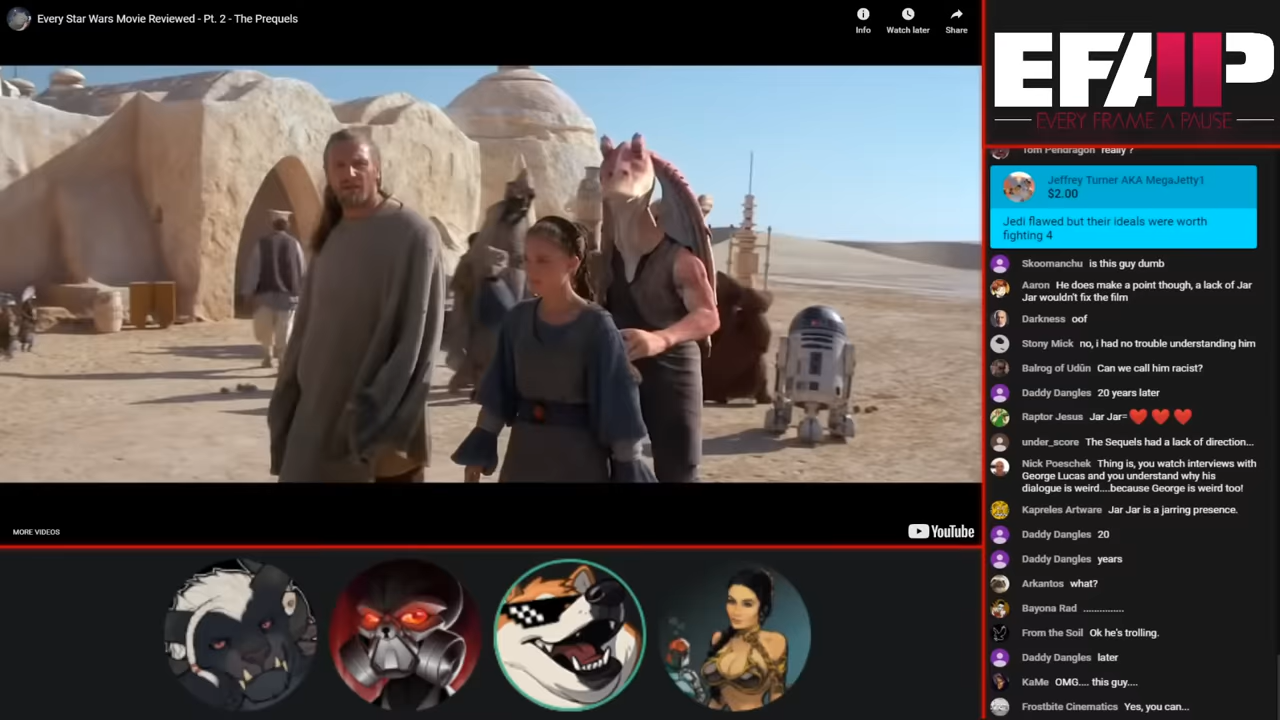 Every Star Wars Movie Reviewed - Pt. 2 - The Prequels
Info
Watch later
Share
MORE VIDEOS
YouTube
EFAP
EVERY FRAME A PAUSE
Tom Pendragon really ?
Jeffrey Turner AKA MegaJetty1
$2.00
Jedi flawed but their ideals were worth
fighting 4
Skoomanchu is this guy dumb
Aaron He does make a point though, a lack of Jar
Jar wouldn't fix the film
Darkness oof
Stony Mick no, i had no trouble understanding him
Balrog of Udûn Can we call him racist?
Daddy Dangles 20 years later
Raptor Jesus Jar Jar=❤️❤️❤️
under_score The Sequels had a lack of direction...
Nick Poeschek Thing is, you watch interviews with
George Lucas and you understand why his
dialogue is weird....because George is weird too!
Kapreles Artware Jar Jar is a jarring presence.
Daddy Dangles 20
Daddy Dangles years
Arkantos what?
Bayona Rad ...............
From the Soil Ok he's trolling.
Daddy Dangles later
KaMe OMG.... this guy....
Frostbite Cinematics Yes, you can...